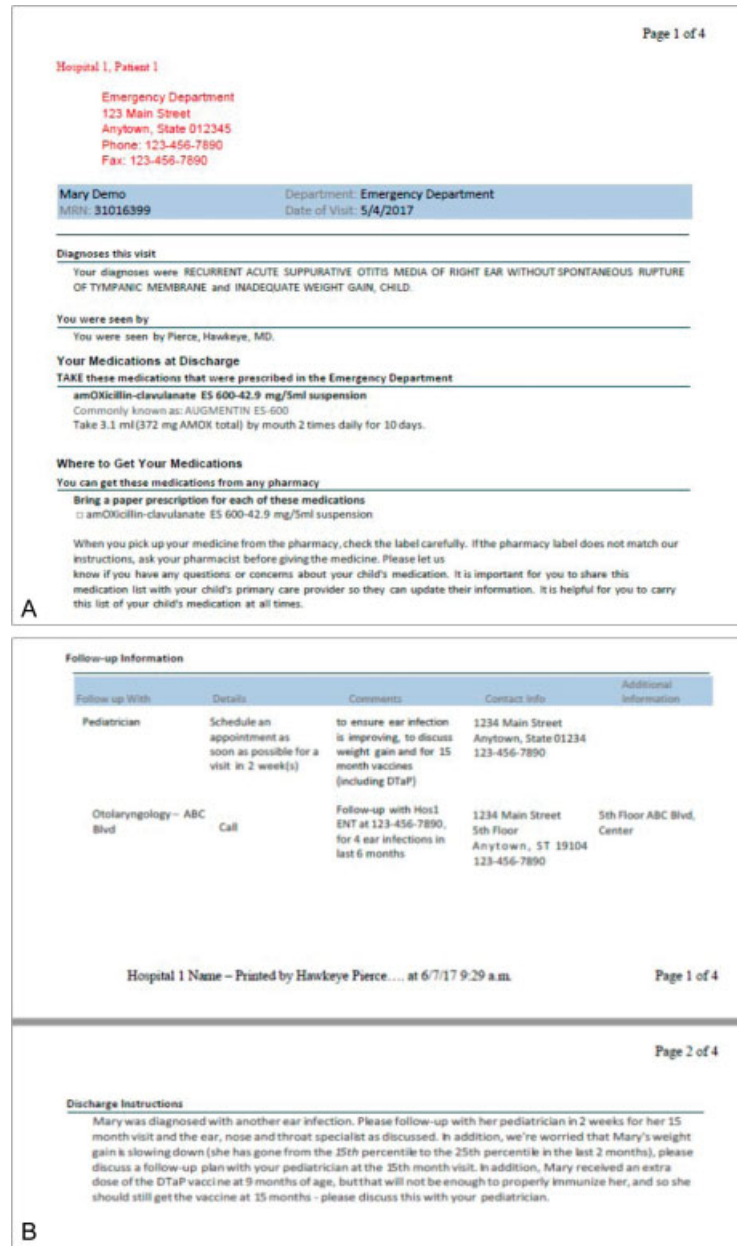 Page 1 of 4
Hospital 1, Patient 1
Emergency Department
123 Main Street
Anytown, State 012345
Phone: 123-456-7890
Fax: 123-456-7890
Mary Demo Department: Emergency Department
MRN: 31016399 Date of Visit: 5/4/2017
Diagnoses this visit
Your diagnoses were RECURRENT ACUTE SUPPURATIVE OTITIS MEDIA OF RIGHT EAR WITHOUT SPONTANEOUS RUPTURE
OF TYMPANIC MEMBRANE and INADEQUATE WEIGHT GAIN, CHILD.
You were seen by
You were seen by Pierce, Hawkeye, MD.
Your Medications at Discharge
TAKE these medications that were prescribed in the Emergency Department
amOXicillin-clavulanate ES 600-42.9 mg/5ml suspension
Commonly known as: AUGMENTIN ES-600
Take 3.1 ml (372 mg AMOX total) by mouth 2 times daily for 10 days.
Where to Get Your Medications
You can get these medications from any pharmacy
Bring a paper prescription for each of these medications
□ amOXicillin-clavulanate ES 600-42.9 mg/5ml suspension
When you pick up your medicine from the pharmacy, check the label carefully. If the pharmacy label does not match our
instructions, ask your pharmacist before giving the medicine. Please let us
know if you have any questions or concerns about your child's medication. It is important for you to share this
medication list with your child's primary care provider so they can update their information. It is helpful for you to carry
this list of your child's medication at all times.
A
Follow-up Information
Follow up With Details Comments Contact Info Additional Information
Pediatrician
Schedule an
appointment as
soon as possible for a
visit in 2 week(s)
to ensure ear infection
is improving, to discuss
weight gain and for 15
month vaccines
(including DTaP)
1234 Main Street
Anytown, State 01234
123-456-7890
Otolaryngology – ABC
Blvd
Call
Follow-up with Hos1
ENT at 123-456-7890,
for 4 ear infections in
last 6 months
1234 Main Street
5th Floor
Anytown, ST 19104
123-456-7890
5th Floor ABC Blvd,
Center
Hospital 1 Name – Printed by Hawkeye Pierce.... at 6/7/17 9:29 a.m. Page 1 of 4
Page 2 of 4
Discharge Instructions
Mary was diagnosed with another ear infection. Please follow-up with her pediatrician in 2 weeks for her 15
month visit and the ear, nose and throat specialist as discussed. In addition, we're worried that Mary's weight
gain is slowing down (she has gone from the percentile to the 25th percentile in the last 2 months), please
discuss a follow-up plan with your pediatrician at the 15th month visit. In addition, Mary received an extra
dose of the DTaP vaccine at 9 months of age, but that will not be enough to properly immunize her, and so she
should still get the vaccine at 15 months - please discuss this with your pediatrician.
B